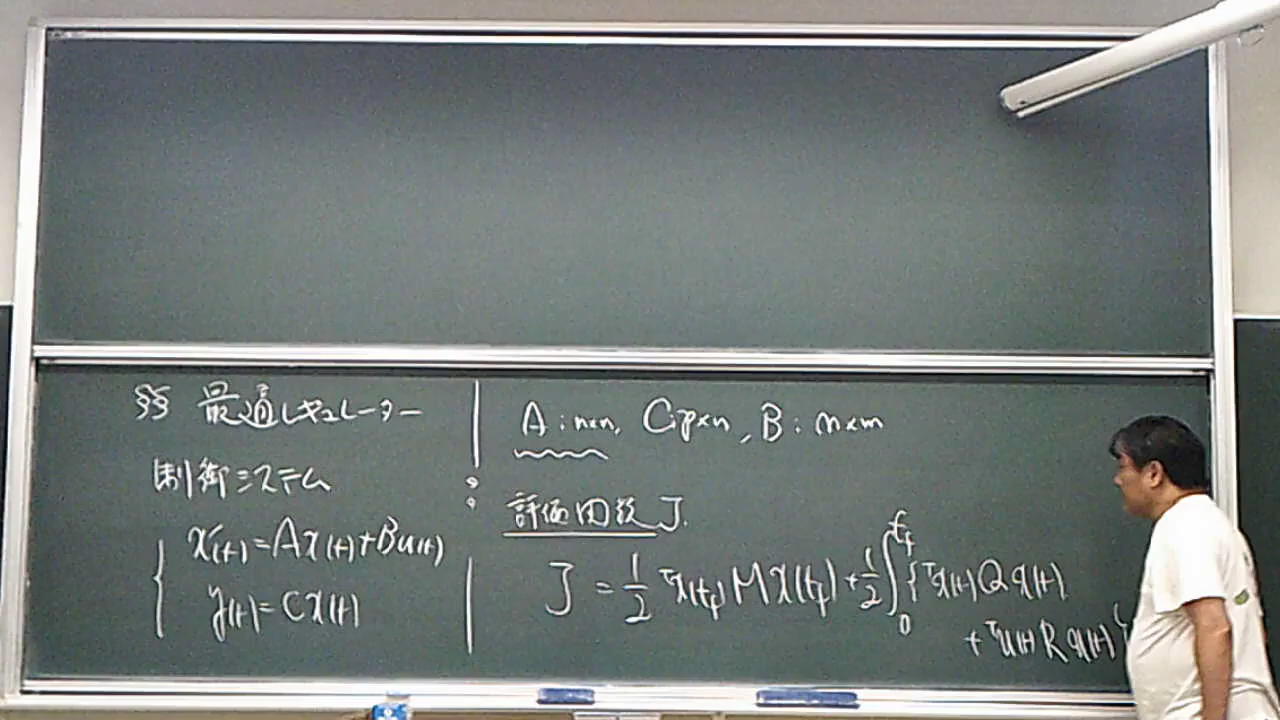 §§ 最適レギュレーター
制御システム
ẋ(t)=Ax(t)+Bu(t)
y(t)=Cx(t)
A:n×n, C:p×n, B:n×m
評価関数 J.
J = 1/2 ᵀx(t_f) M x(t_f) + 1/2 ∫₀^{t_f} { ᵀx(t) Q x(t)
+ ᵀu(t) R u(t) }